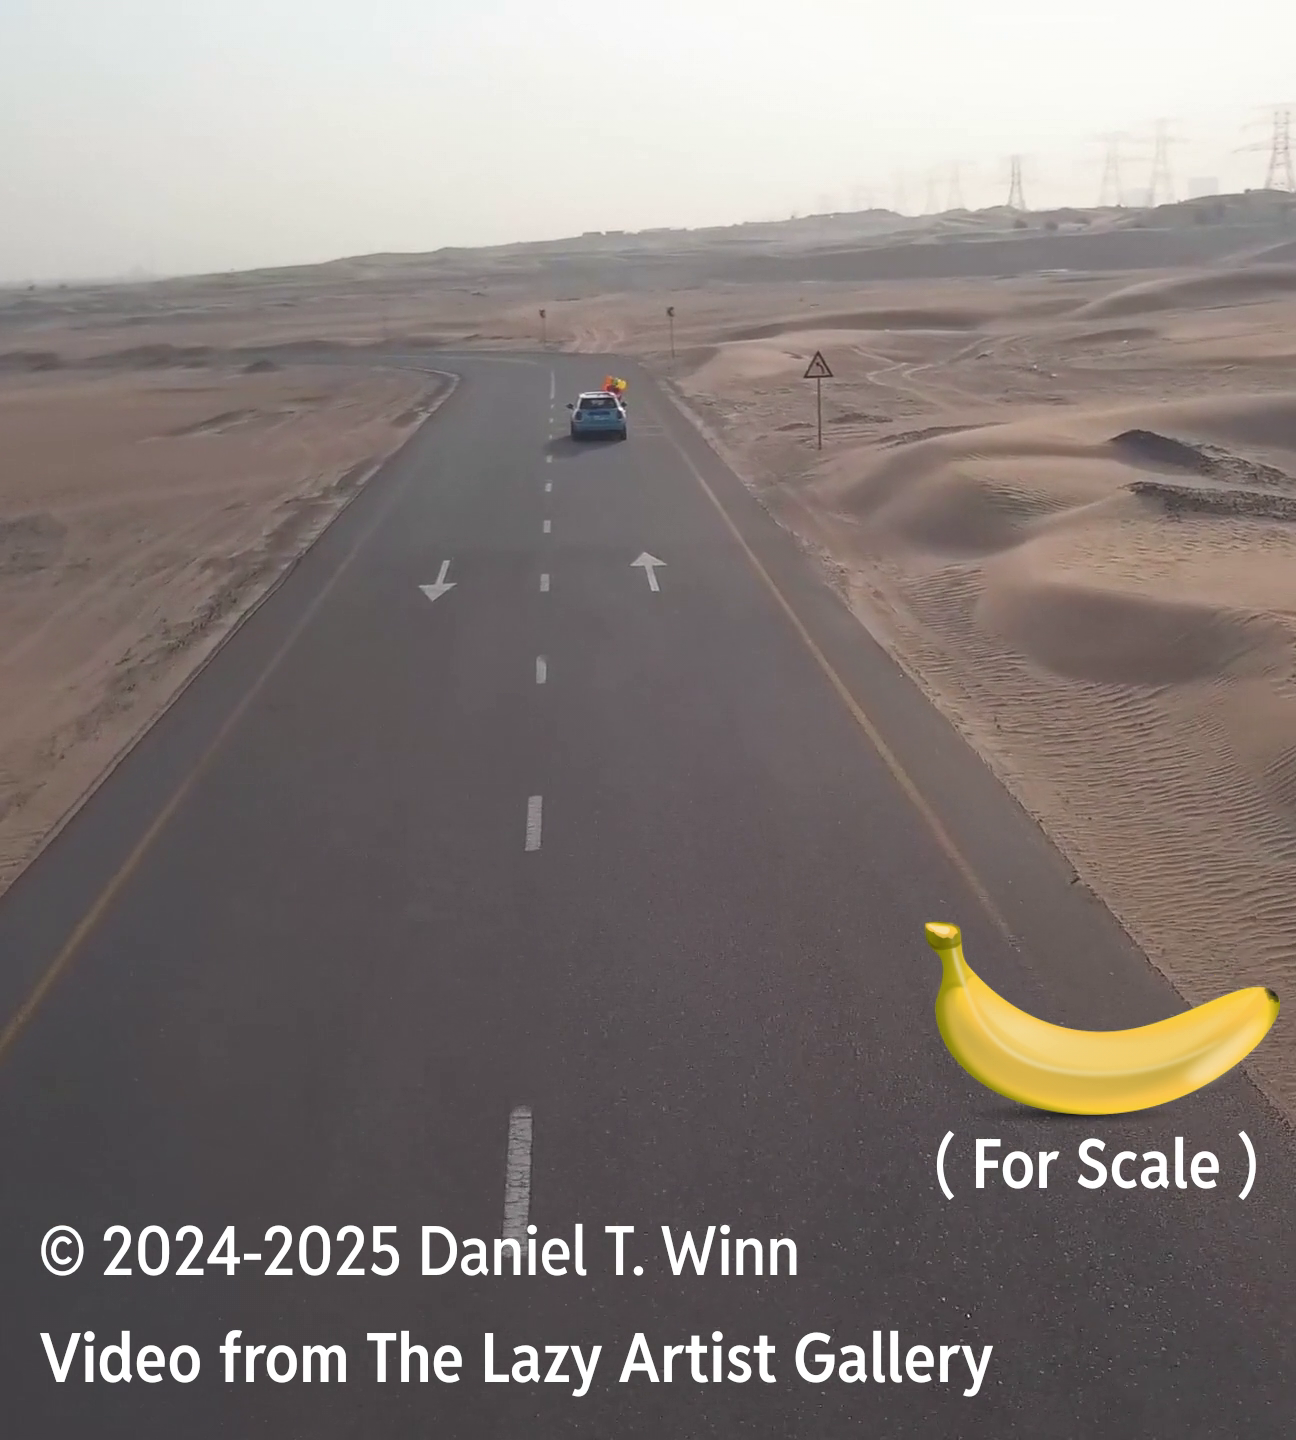 ( For Scale )
© 2024-2025 Daniel T. Winn
Video from The Lazy Artist Gallery